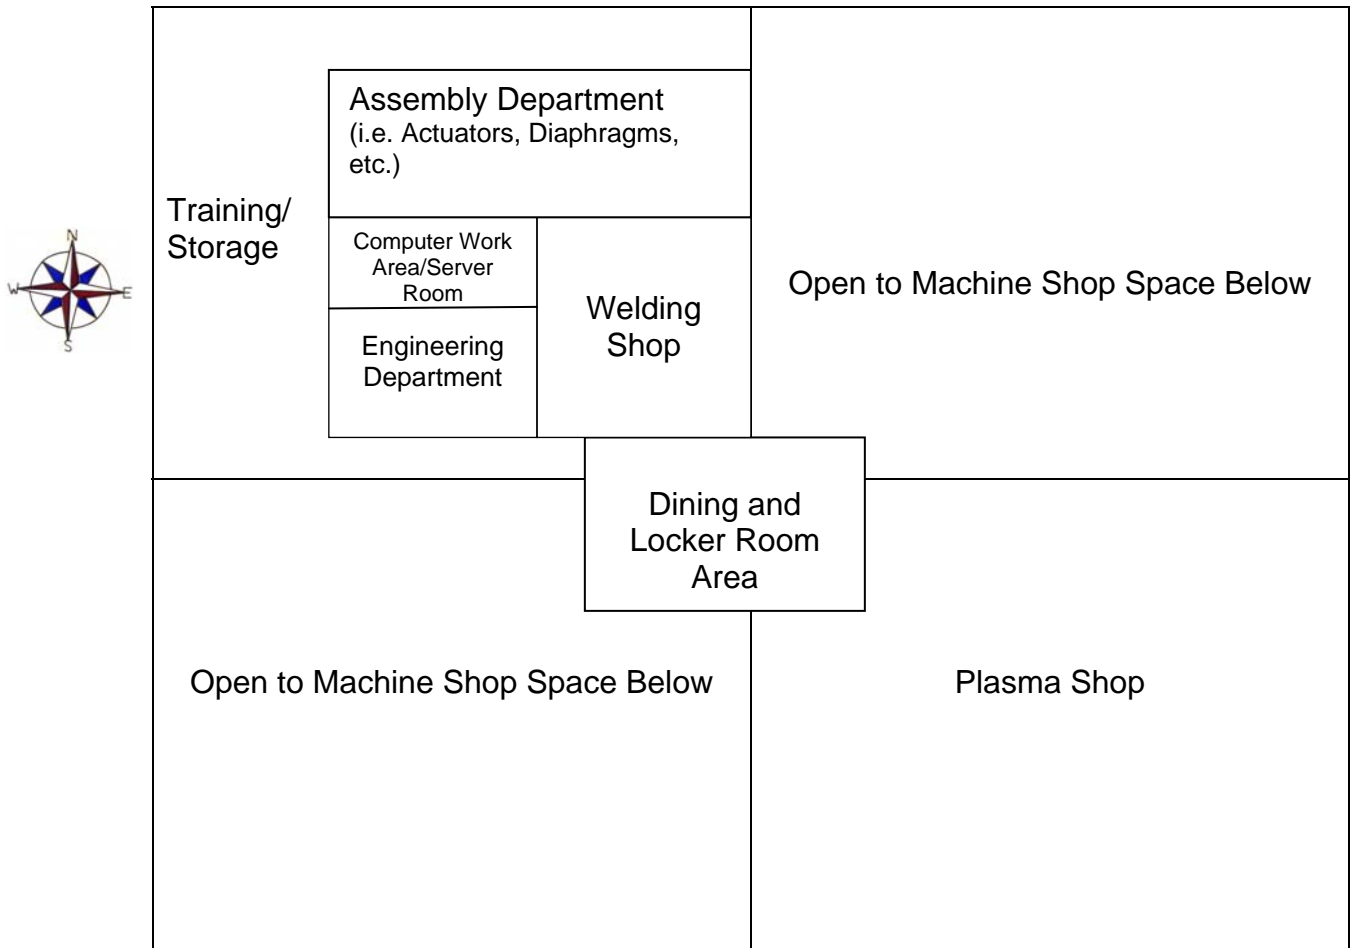 Assembly Department
(i.e. Actuators, Diaphragms,
etc.)
Training/
Storage
Computer Work
Area/Server
Room
Engineering
Department
Welding
Shop
Open to Machine Shop Space Below
N
W
E
S
Dining and
Locker Room
Area
Open to Machine Shop Space Below
Plasma Shop